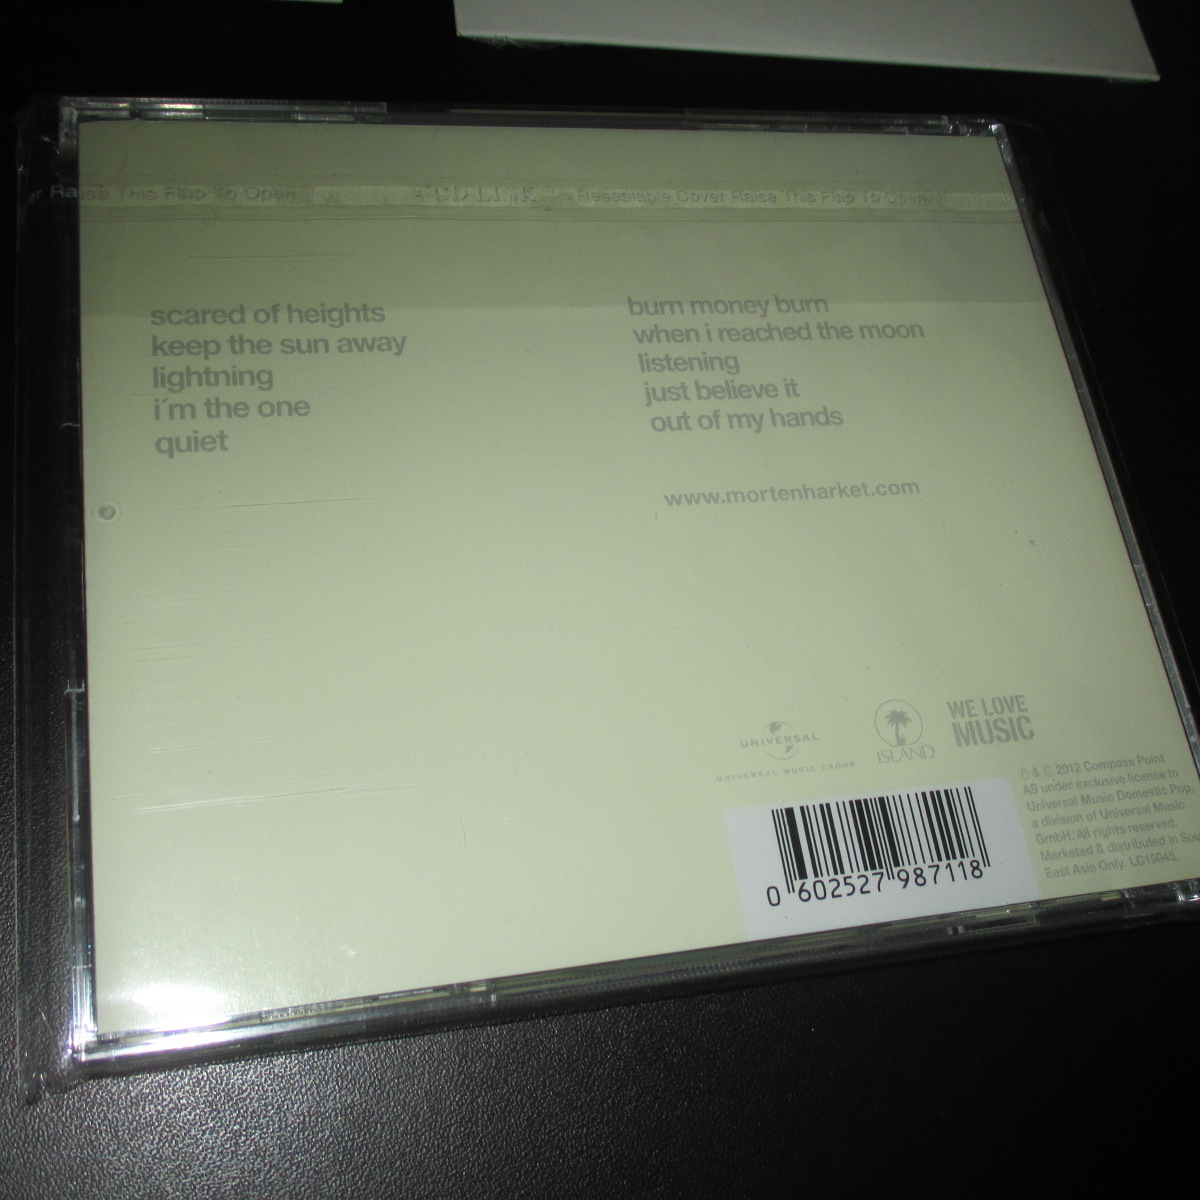 r Raise This Flap To Open
CD LINK
Resealable Cover Raise This Flap To Open
scared of heights
keep the sun away
lightning
i´m the one
quiet
burn money burn
when i reached the moon
listening
just believe it
out of my hands
www.mortenharket.com
UNIVERSAL
UNIVERSAL MUSIC GROUP
ISLAND
WE LOVE
MUSIC
℗ & © 2012 Compass Point
AS under exclusive license to
Universal Music Domestic Pop,
a division of Universal Music
GmbH. All rights reserved.
Marketed & distributed in Sou
East Asia Only. LC19045.
0 602527 987118